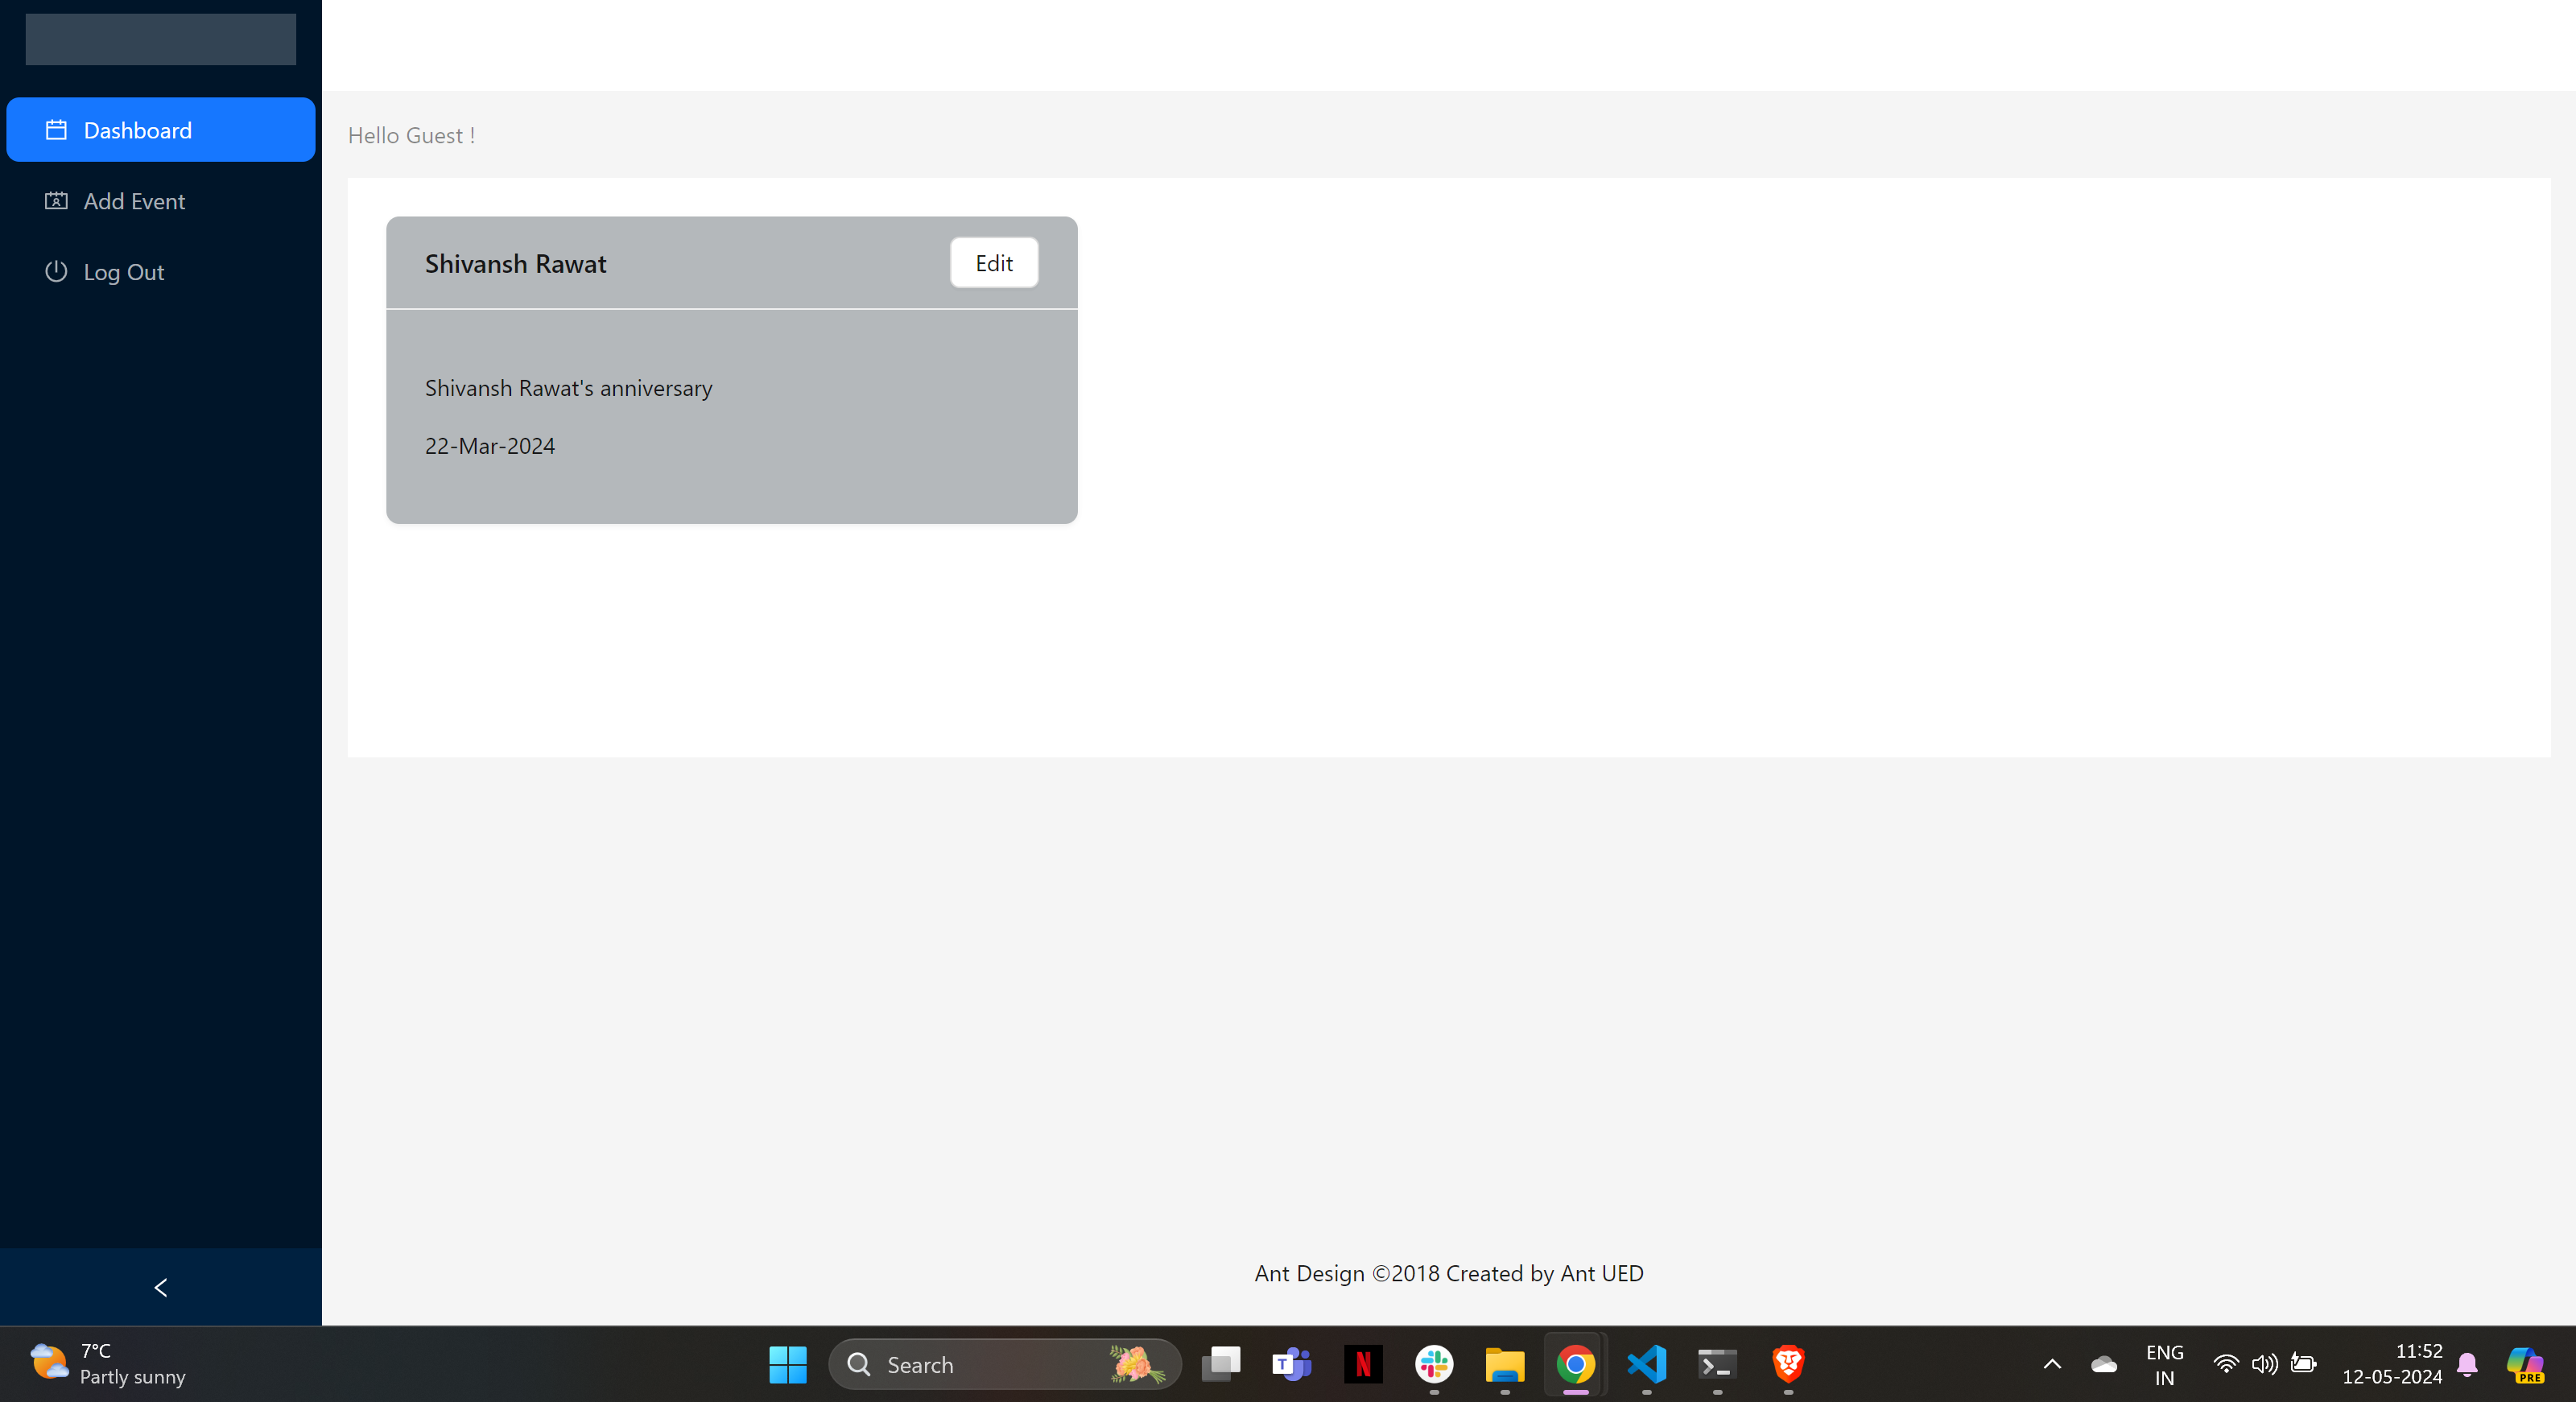 Dashboard
Add Event
Log Out
Hello Guest !
Shivansh Rawat
Edit
Shivansh Rawat's anniversary
22-Mar-2024
Ant Design ©2018 Created by Ant UED
7°C
Partly sunny
Search
T
N
ENG
IN
11:52
12-05-2024
PRE